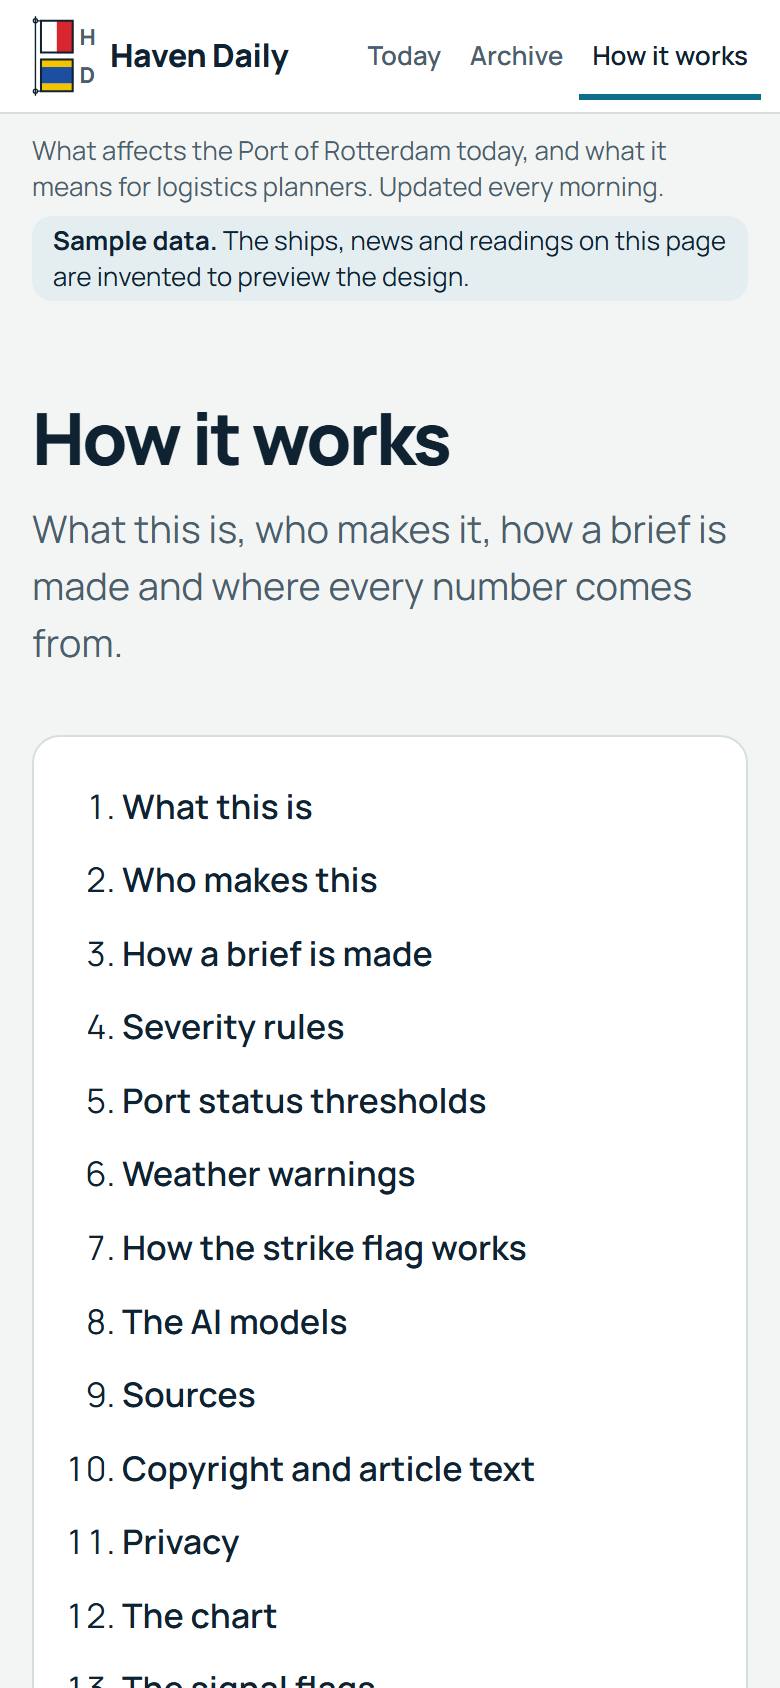 H
D
Haven Daily
Today
Archive
How it works
What affects the Port of Rotterdam today, and what it
means for logistics planners. Updated every morning.
Sample data. The ships, news and readings on this page
are invented to preview the design.
How it works
What this is, who makes it, how a brief is
made and where every number comes
from.
1. What this is
2. Who makes this
3. How a brief is made
4. Severity rules
5. Port status thresholds
6. Weather warnings
7. How the strike flag works
8. The AI models
9. Sources
10. Copyright and article text
11. Privacy
12. The chart
13. The signal flags